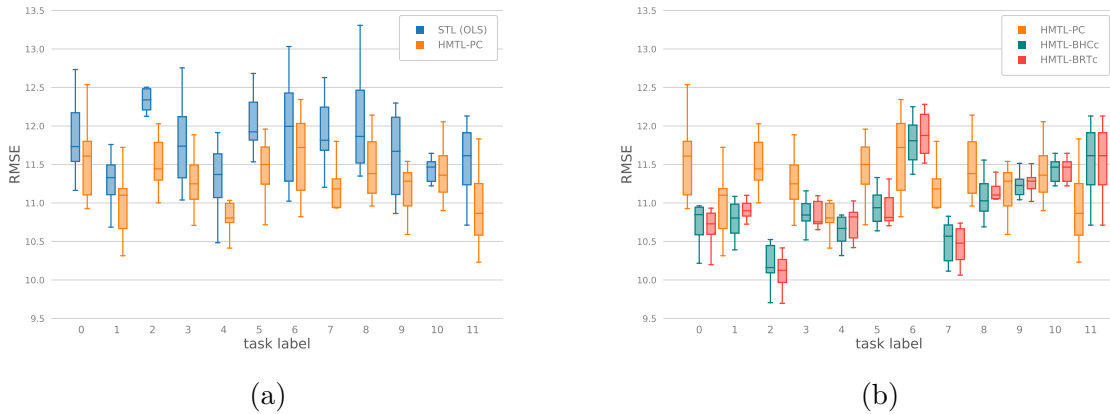 13.5
13.0
12.5
12.0
11.5
11.0
10.5
10.0
9.5
RMSE
STL (OLS)
HMTL-PC
0 1 2 3 4 5 6 7 8 9 10 11
task label
(a)
13.5
13.0
12.5
12.0
11.5
11.0
10.5
10.0
9.5
RMSE
HMTL-PC
HMTL-BHCc
HMTL-BRTc
0 1 2 3 4 5 6 7 8 9 10 11
task label
(b)